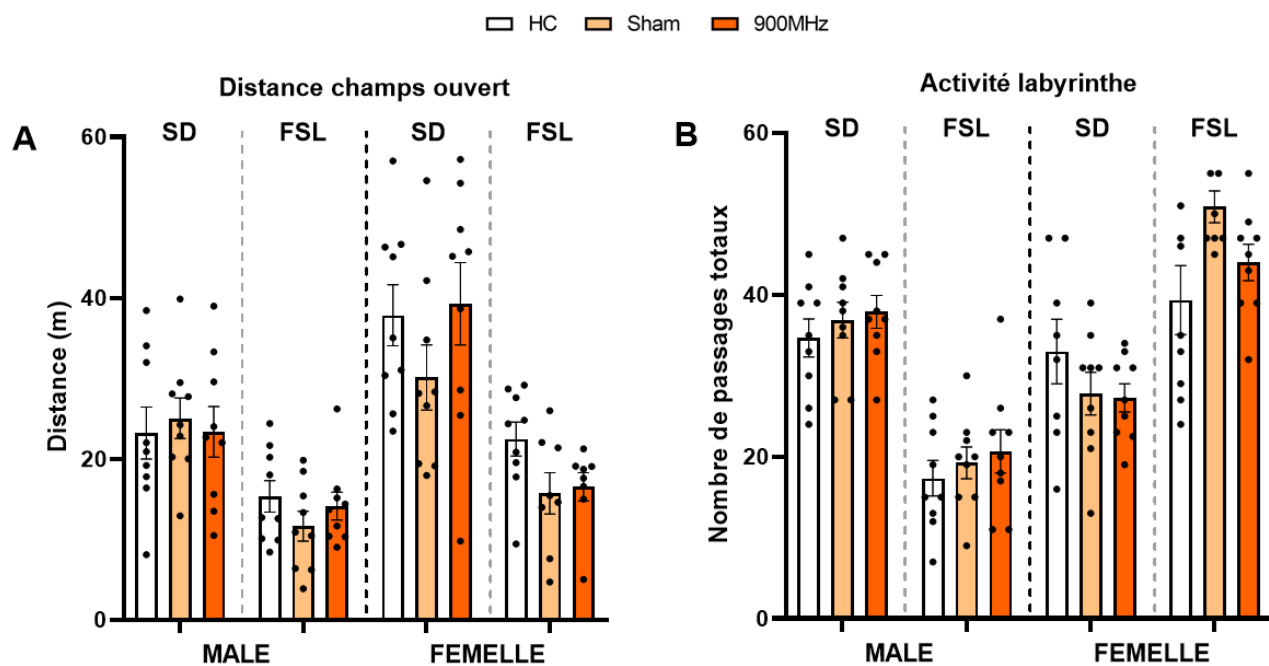 HC Sham 900MHz
Distance champs ouvert
A
SD FSL SD FSL
Distance (m)
60
40
20
0
MALE FEMELLE
Activité labyrinthe
B
SD FSL SD FSL
Nombre de passages totaux
60
40
20
0
MALE FEMELLE